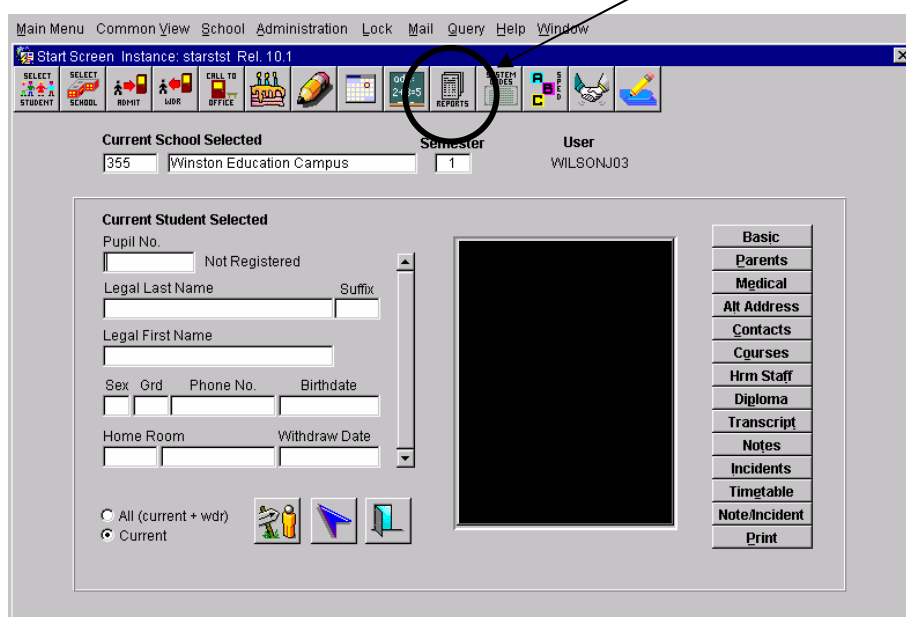 Main Menu Common View School Administration Lock Mail Query Help Window
Start Screen Instance: starstst Rel. 10.1
SELECT STUDENT SELECT SCHOOL ADMIT WDR CALL TO OFFICE REPORTS SYSTEM CODES A B C SPED
Current School Selected Semester User
355 Winston Education Campus 1 WILSONJ03
Current Student Selected
Pupil No.
Not Registered
Legal Last Name Suffix
Legal First Name
Sex Grd Phone No. Birthdate
Home Room Withdraw Date
All (current + wdr)
Current
Basic
Parents
Medical
Alt Address
Contacts
Courses
Hrm Staff
Diploma
Transcript
Notes
Incidents
Timetable
Note/Incident
Print